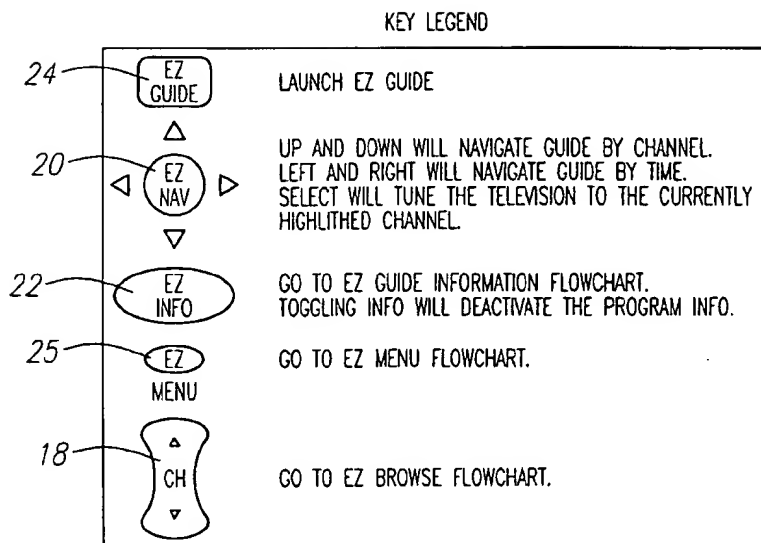 KEY LEGEND
24
EZ
GUIDE
LAUNCH EZ GUIDE
20
EZ
NAV
UP AND DOWN WILL NAVIGATE GUIDE BY CHANNEL.
LEFT AND RIGHT WILL NAVIGATE GUIDE BY TIME.
SELECT WILL TUNE THE TELEVISION TO THE CURRENTLY
HIGHLITHED CHANNEL.
22
EZ
INFO
GO TO EZ GUIDE INFORMATION FLOWCHART.
TOGGLING INFO WILL DEACTIVATE THE PROGRAM INFO.
25
EZ
MENU
GO TO EZ MENU FLOWCHART.
18
CH
GO TO EZ BROWSE FLOWCHART.